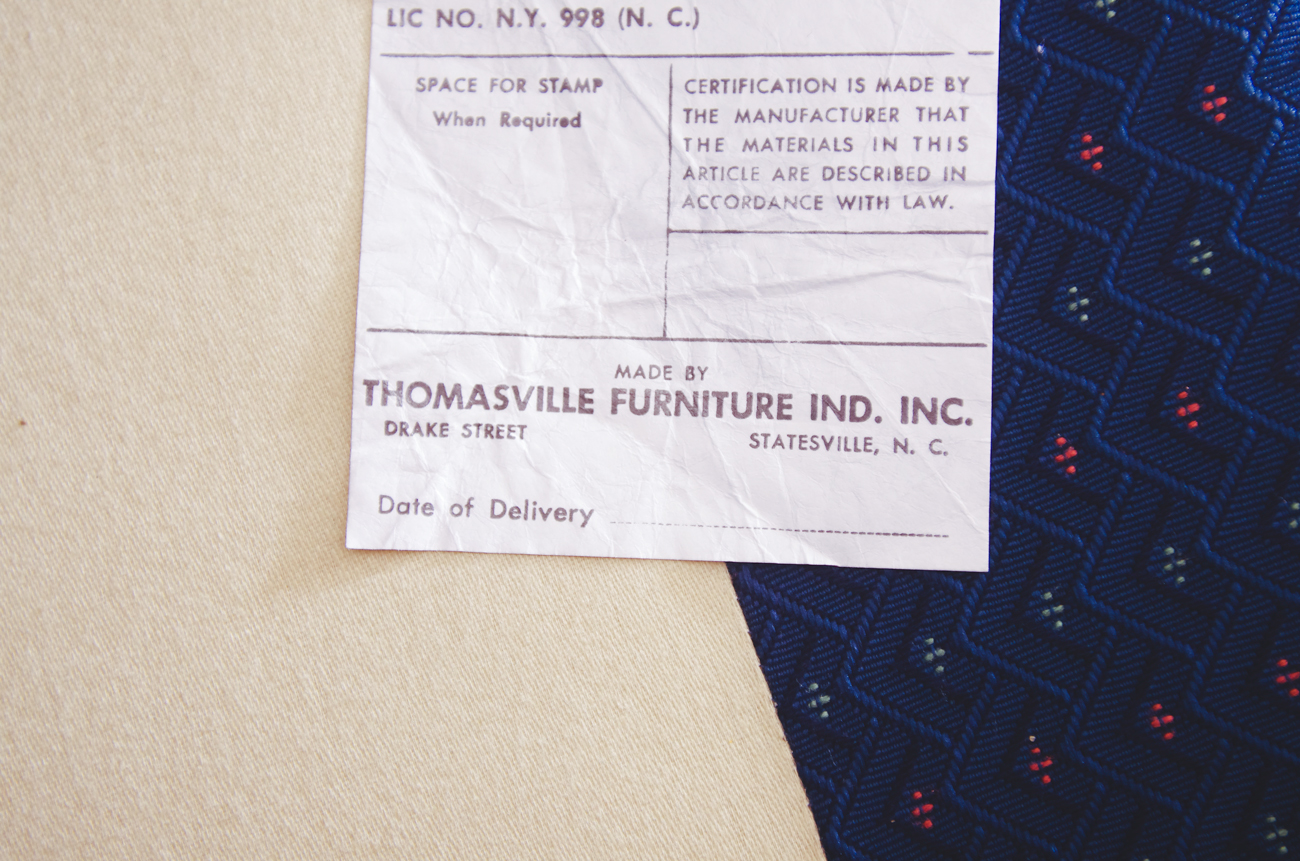 LIC NO. N.Y. 998 (N. C.)
SPACE FOR STAMP
When Required
CERTIFICATION IS MADE BY
THE MANUFACTURER THAT
THE MATERIALS IN THIS
ARTICLE ARE DESCRIBED IN
ACCORDANCE WITH LAW.
MADE BY
THOMASVILLE FURNITURE IND. INC.
DRAKE STREET STATESVILLE, N. C.
Date of Delivery